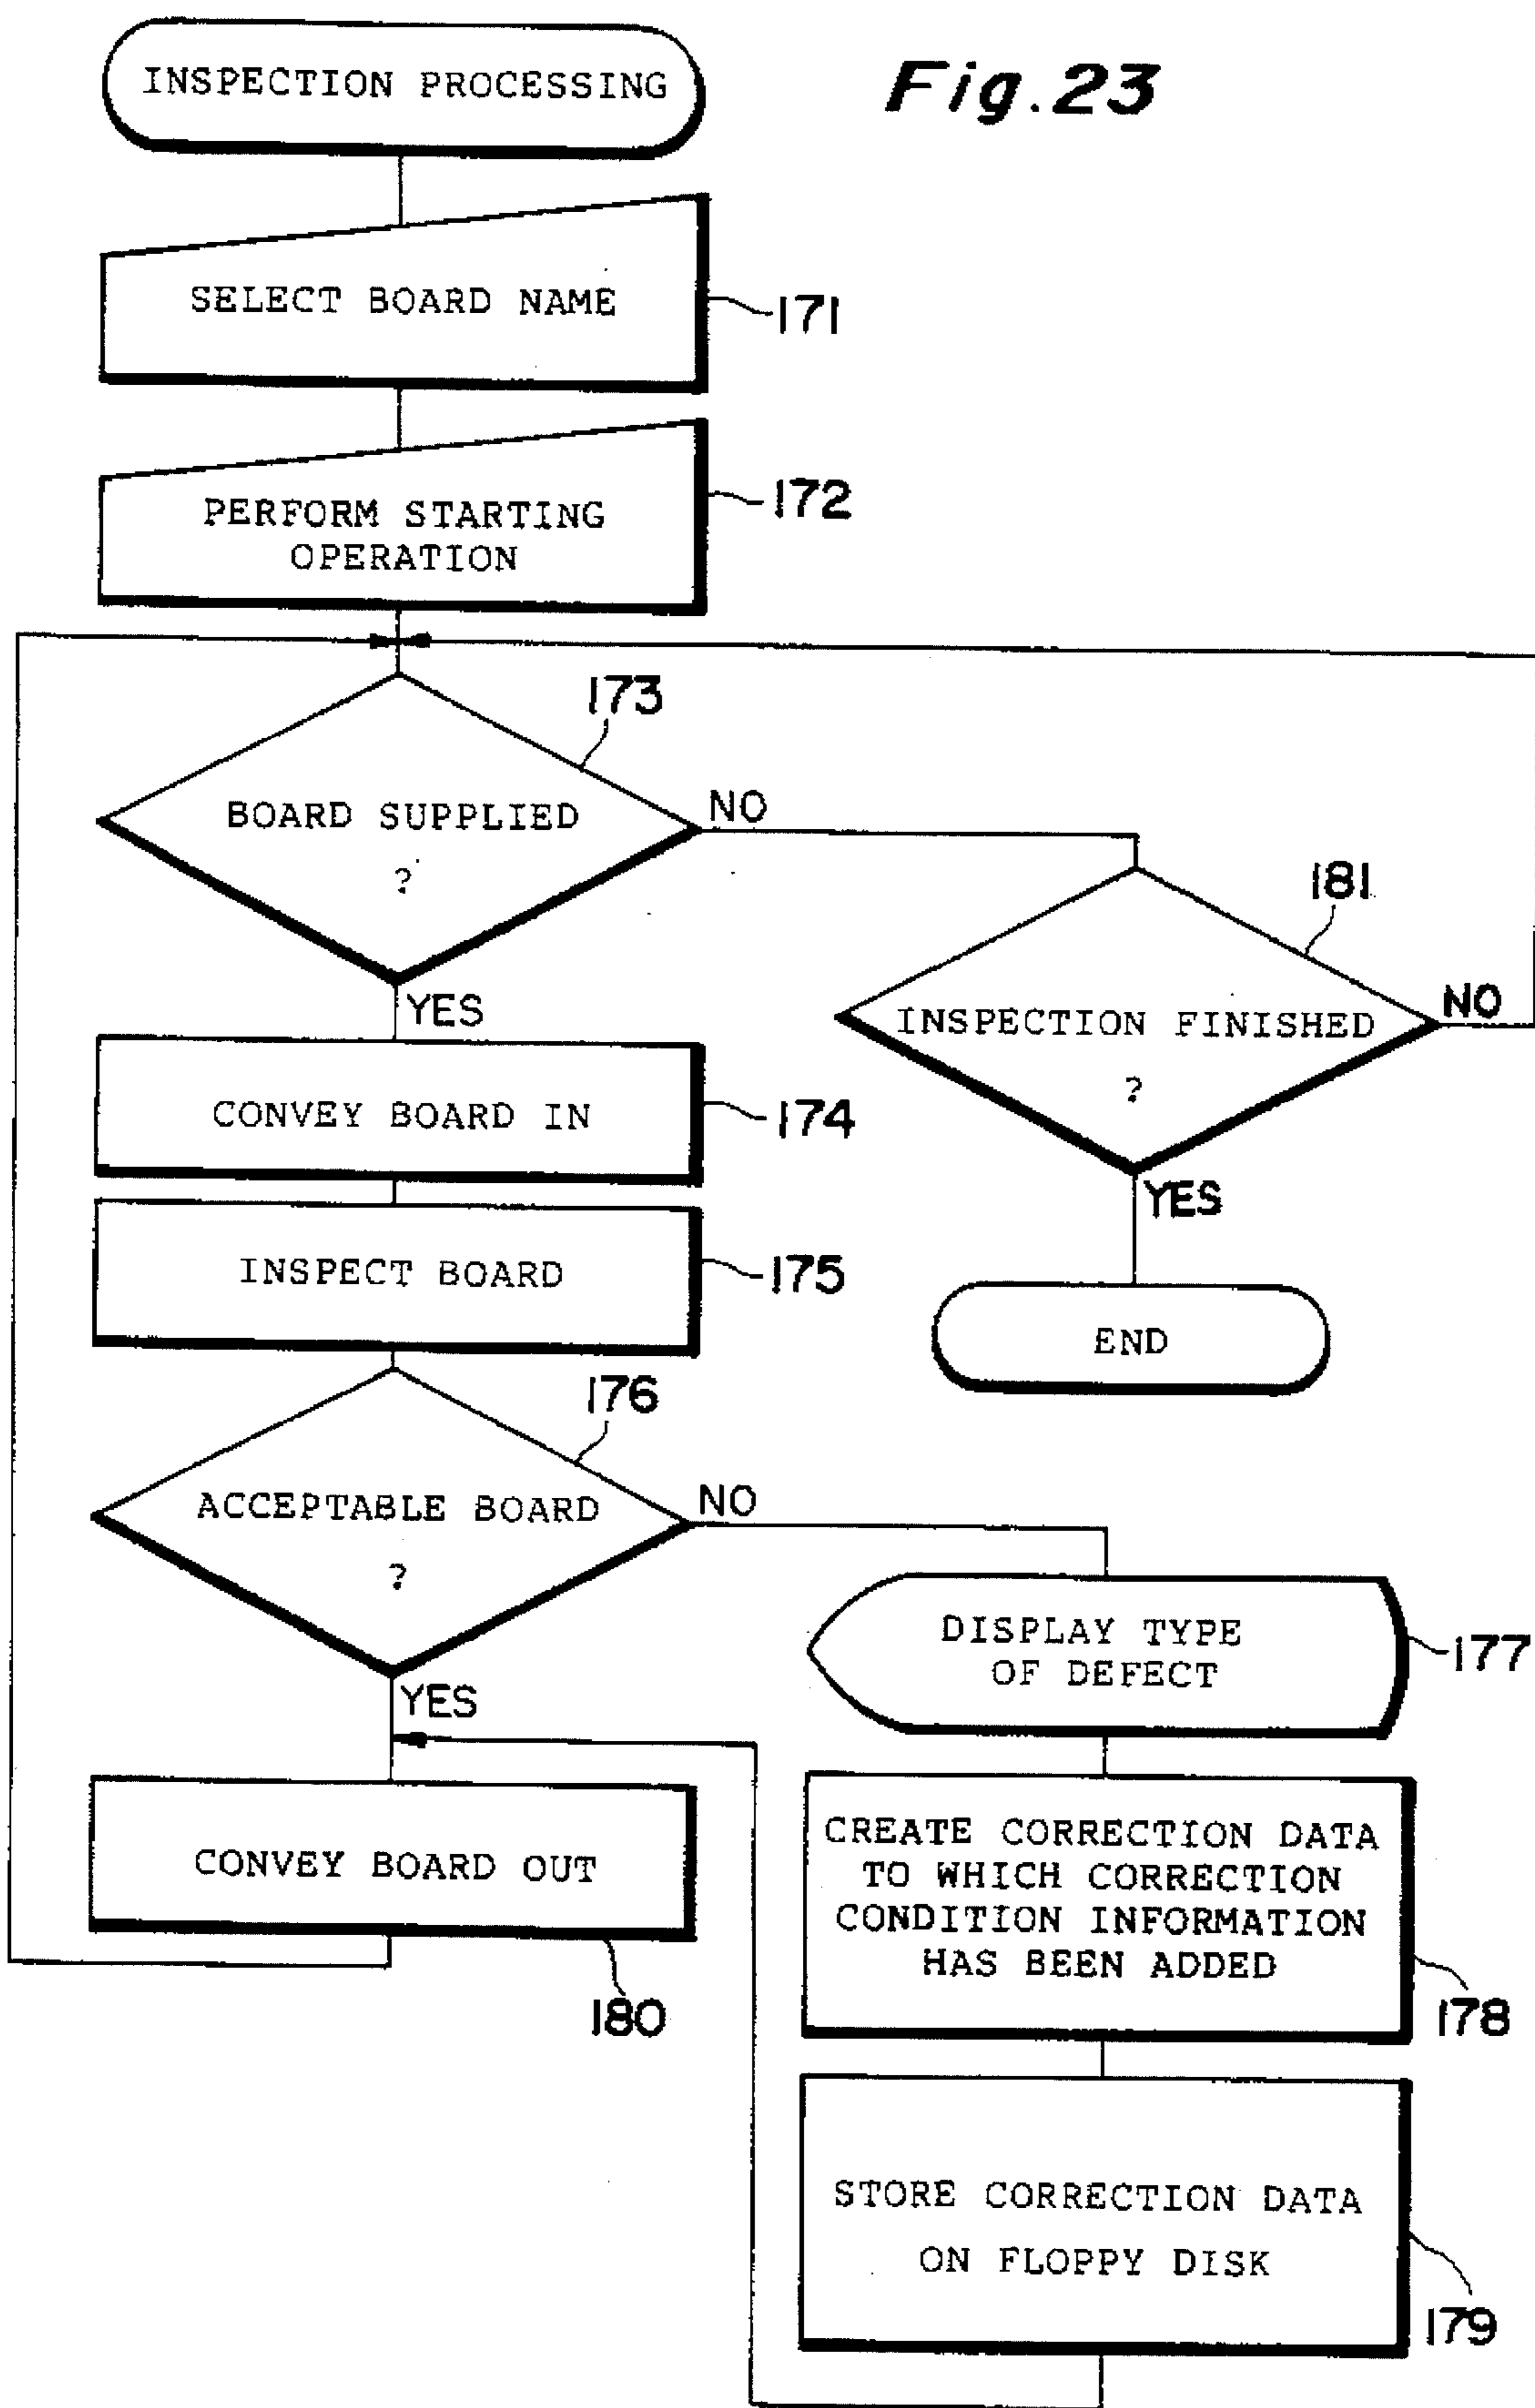 Fig.23
INSPECTION PROCESSING
SELECT BOARD NAME
171
PERFORM STARTING
OPERATION
172
173
BOARD SUPPLIED
?
NO
YES
181
INSPECTION FINISHED
?
NO
YES
END
CONVEY BOARD IN
174
INSPECT BOARD
175
176
ACCEPTABLE BOARD
?
NO
YES
DISPLAY TYPE
OF DEFECT
177
CREATE CORRECTION DATA
TO WHICH CORRECTION
CONDITION INFORMATION
HAS BEEN ADDED
178
STORE CORRECTION DATA
ON FLOPPY DISK
179
CONVEY BOARD OUT
180